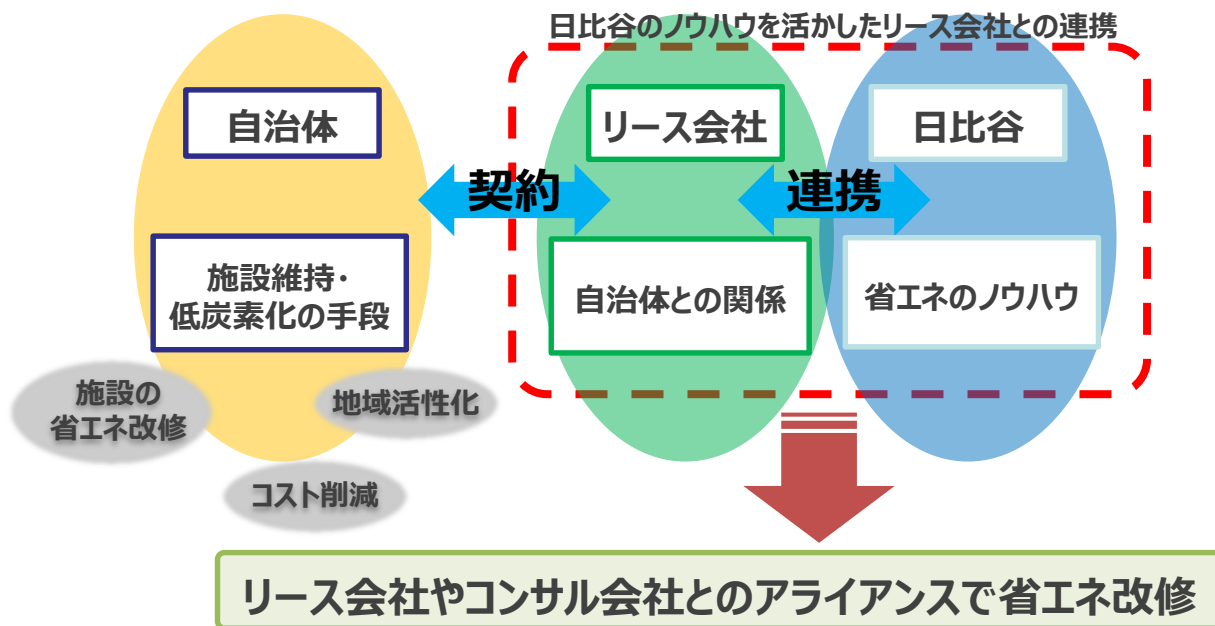 日比谷のノウハウを活かしたリース会社との連携
自治体
リース会社
日比谷
契約
連携
施設維持・
低炭素化の手段
自治体との関係
省エネのノウハウ
施設の
省エネ改修
地域活性化
コスト削減
リース会社やコンサル会社とのアライアンスで省エネ改修